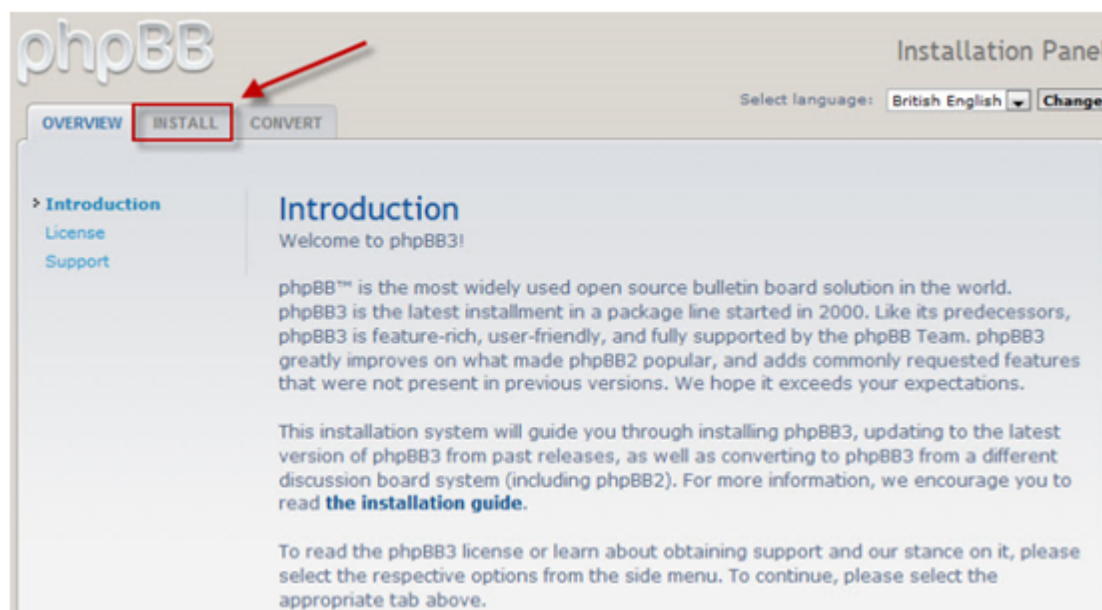 phpBB
Installation Pane
Select language: British English Change
OVERVIEW INSTALL CONVERT
Introduction
License
Support
Introduction
Welcome to phpBB3!
phpBB™ is the most widely used open source bulletin board solution in the world.
phpBB3 is the latest installment in a package line started in 2000. Like its predecessors,
phpBB3 is feature-rich, user-friendly, and fully supported by the phpBB Team. phpBB3
greatly improves on what made phpBB2 popular, and adds commonly requested features
that were not present in previous versions. We hope it exceeds your expectations.
This installation system will guide you through installing phpBB3, updating to the latest
version of phpBB3 from past releases, as well as converting to phpBB3 from a different
discussion board system (including phpBB2). For more information, we encourage you to
read the installation guide.
To read the phpBB3 license or learn about obtaining support and our stance on it, please
select the respective options from the side menu. To continue, please select the
appropriate tab above.